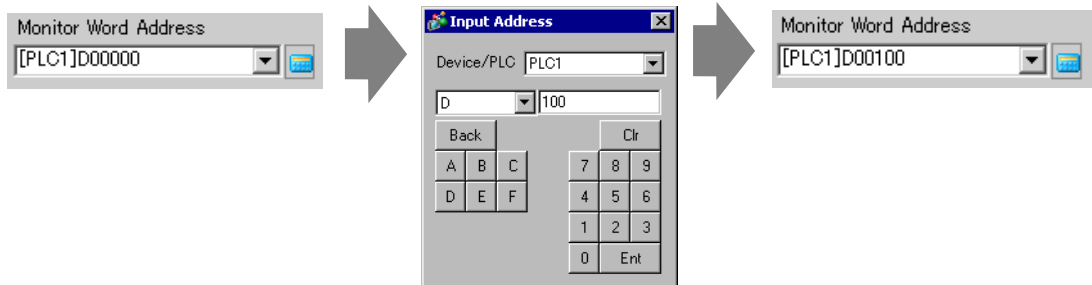 Monitor Word Address
[PLC1]D00000
Input Address
Device/PLC PLC1
D 100
Back Clr
A B C 7 8 9
D E F 4 5 6
1 2 3
0 Ent
Monitor Word Address
[PLC1]D00100